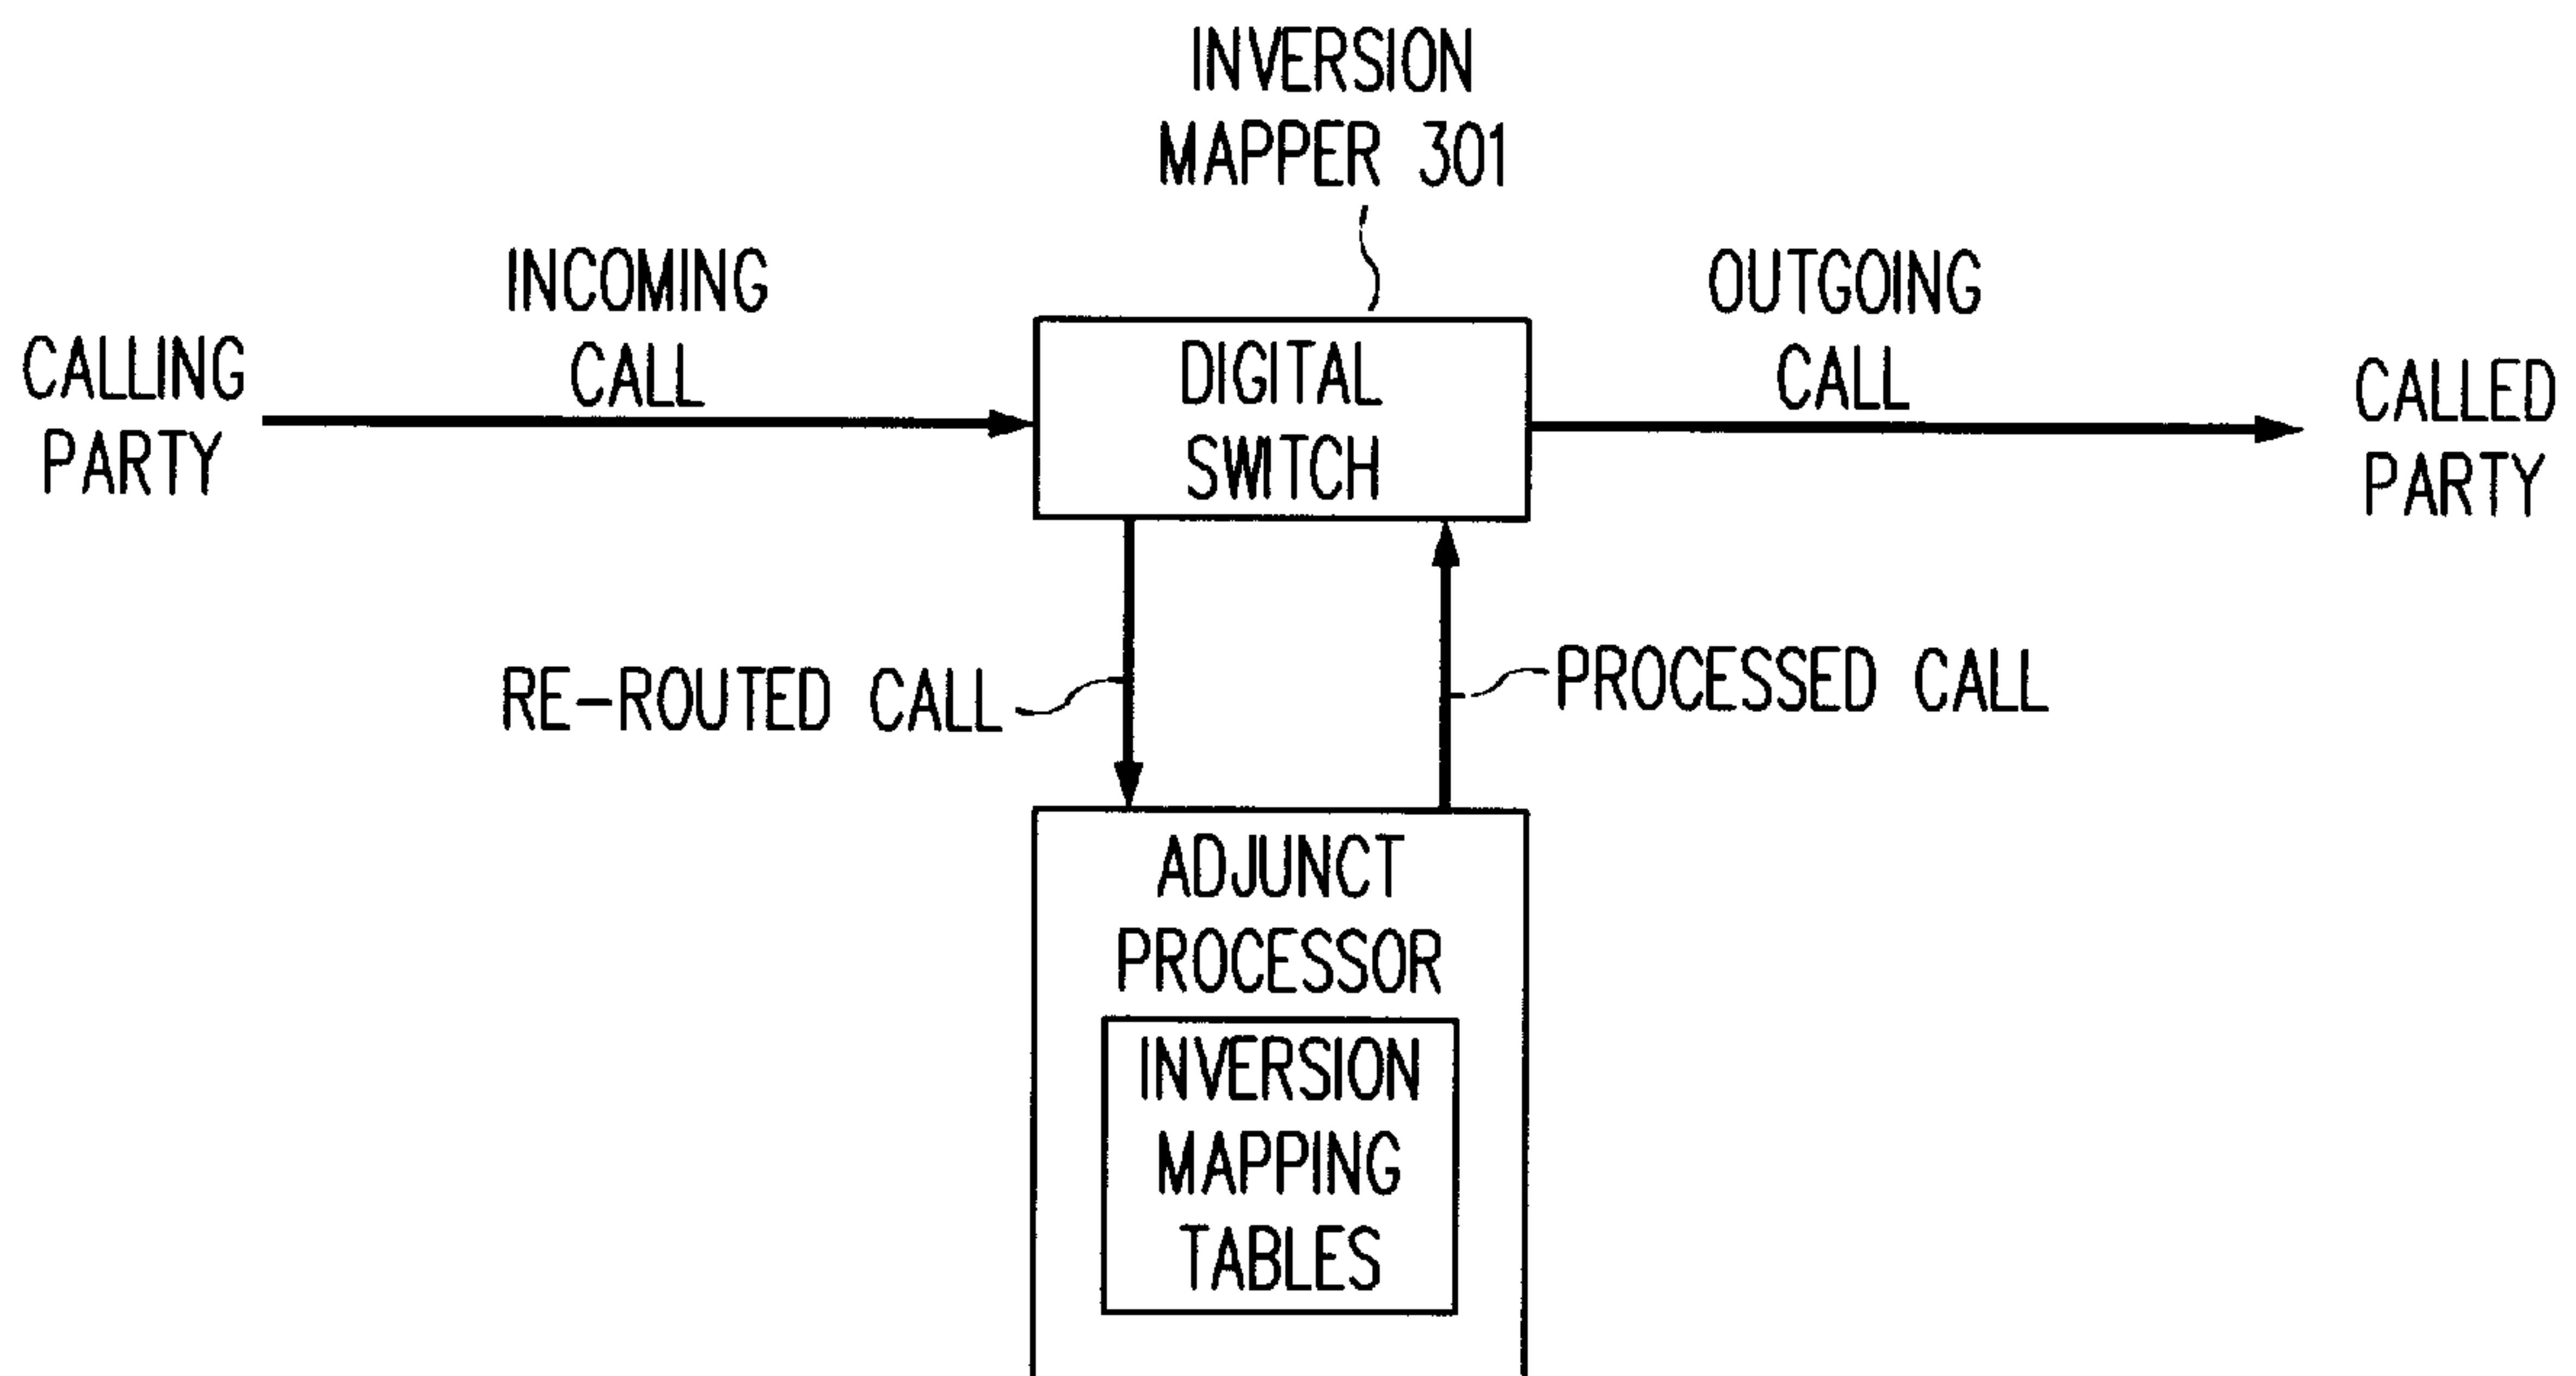 INVERSION
MAPPER 301
INCOMING
CALL
OUTGOING
CALL
CALLING
PARTY
DIGITAL
SWITCH
CALLED
PARTY
RE-ROUTED CALL
PROCESSED CALL
ADJUNCT
PROCESSOR
INVERSION
MAPPING
TABLES